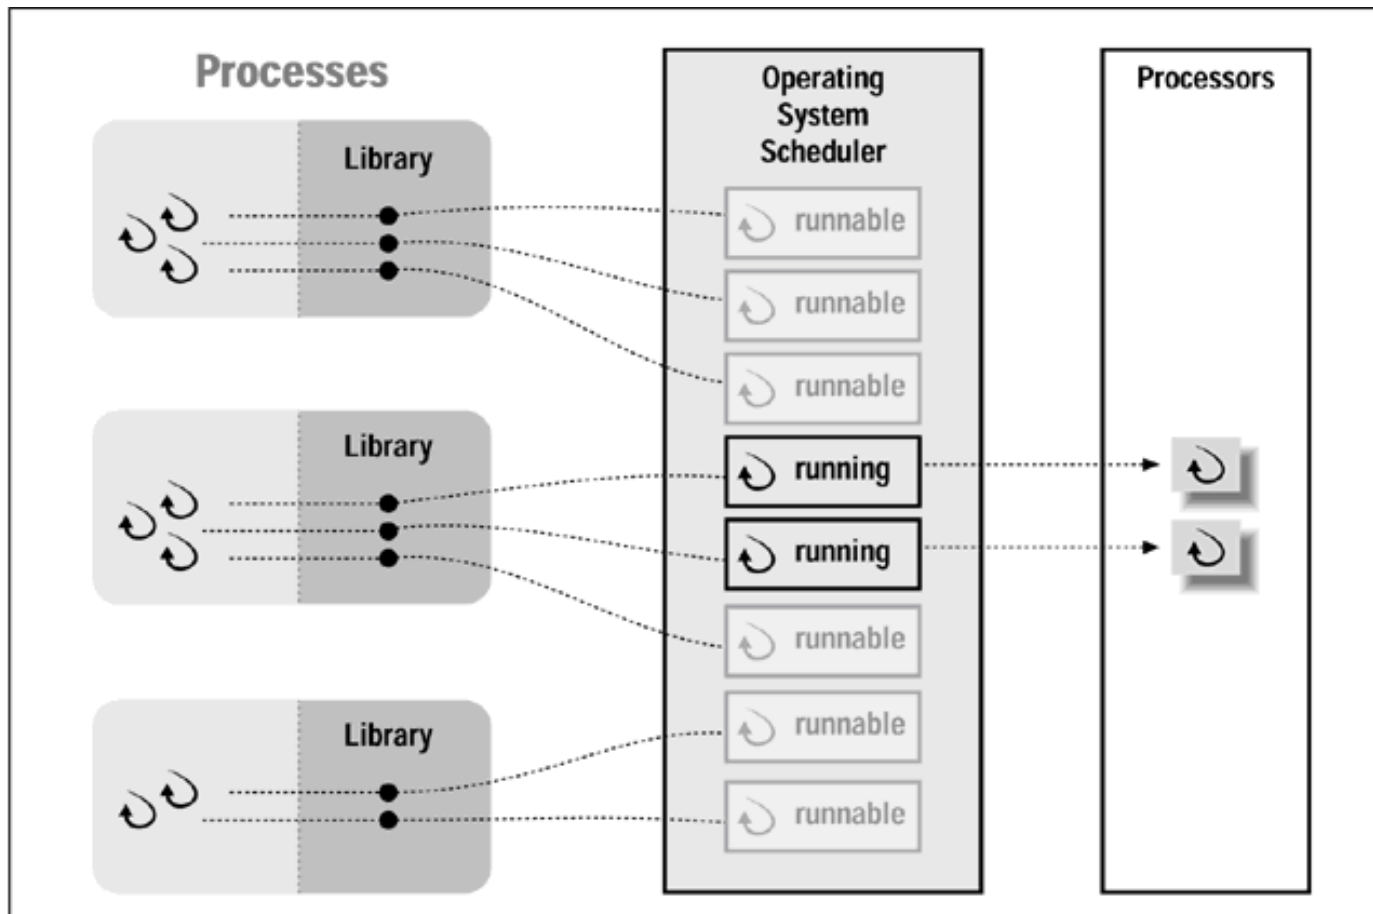 Processes
Library
Library
Library
Operating
System
Scheduler
runnable
runnable
runnable
running
running
runnable
runnable
runnable
Processors